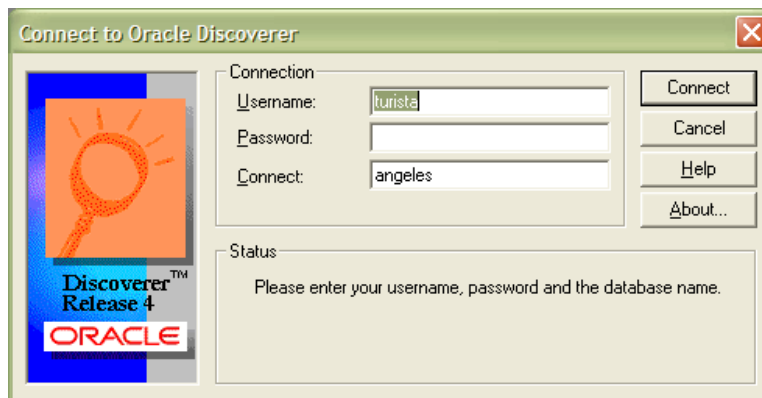 Connect to Oracle Discoverer
Connection
Username: turista
Password:
Connect: angeles
Connect
Cancel
Help
About...
Discoverer™
Release 4
ORACLE
Status
Please enter your username, password and the database name.